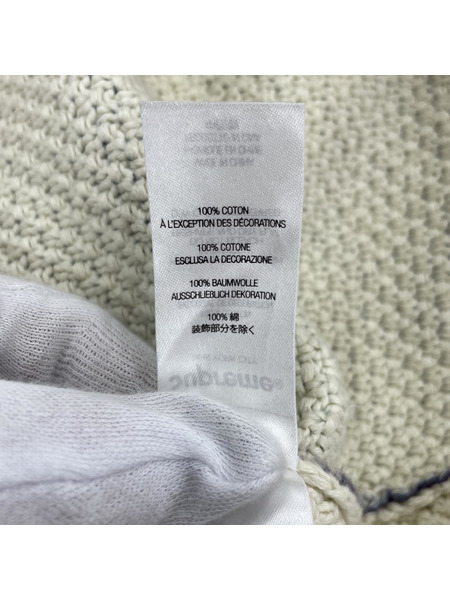 100% COTON
À L'EXCEPTION DES DÉCORATIONS
100% COTONE
ESCLUSA LA DECORAZIONE
100% BAUMWOLLE
AUSSCHLIEßLICH DEKORATION
100% 綿
装飾部分を除く
Supreme